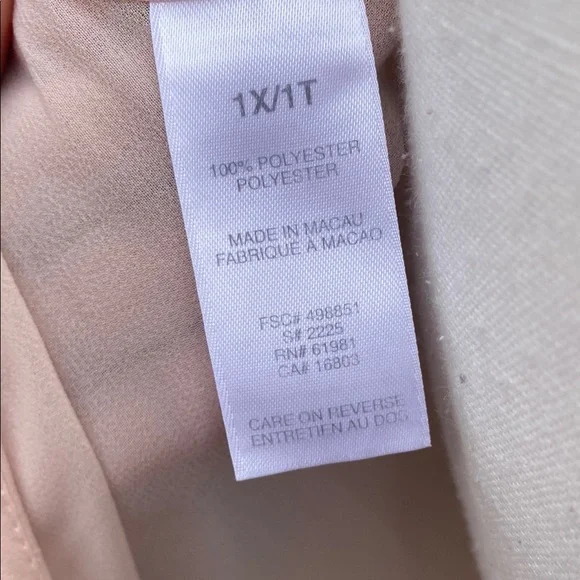 1X/1T
100% POLYESTER
POLYESTER
MADE IN MACAU
FABRIQUE À MACAO
FSC# 498851
S# 2225
RN# 61981
CA# 16803
CARE ON REVERSE
ENTRETIEN AU DOG